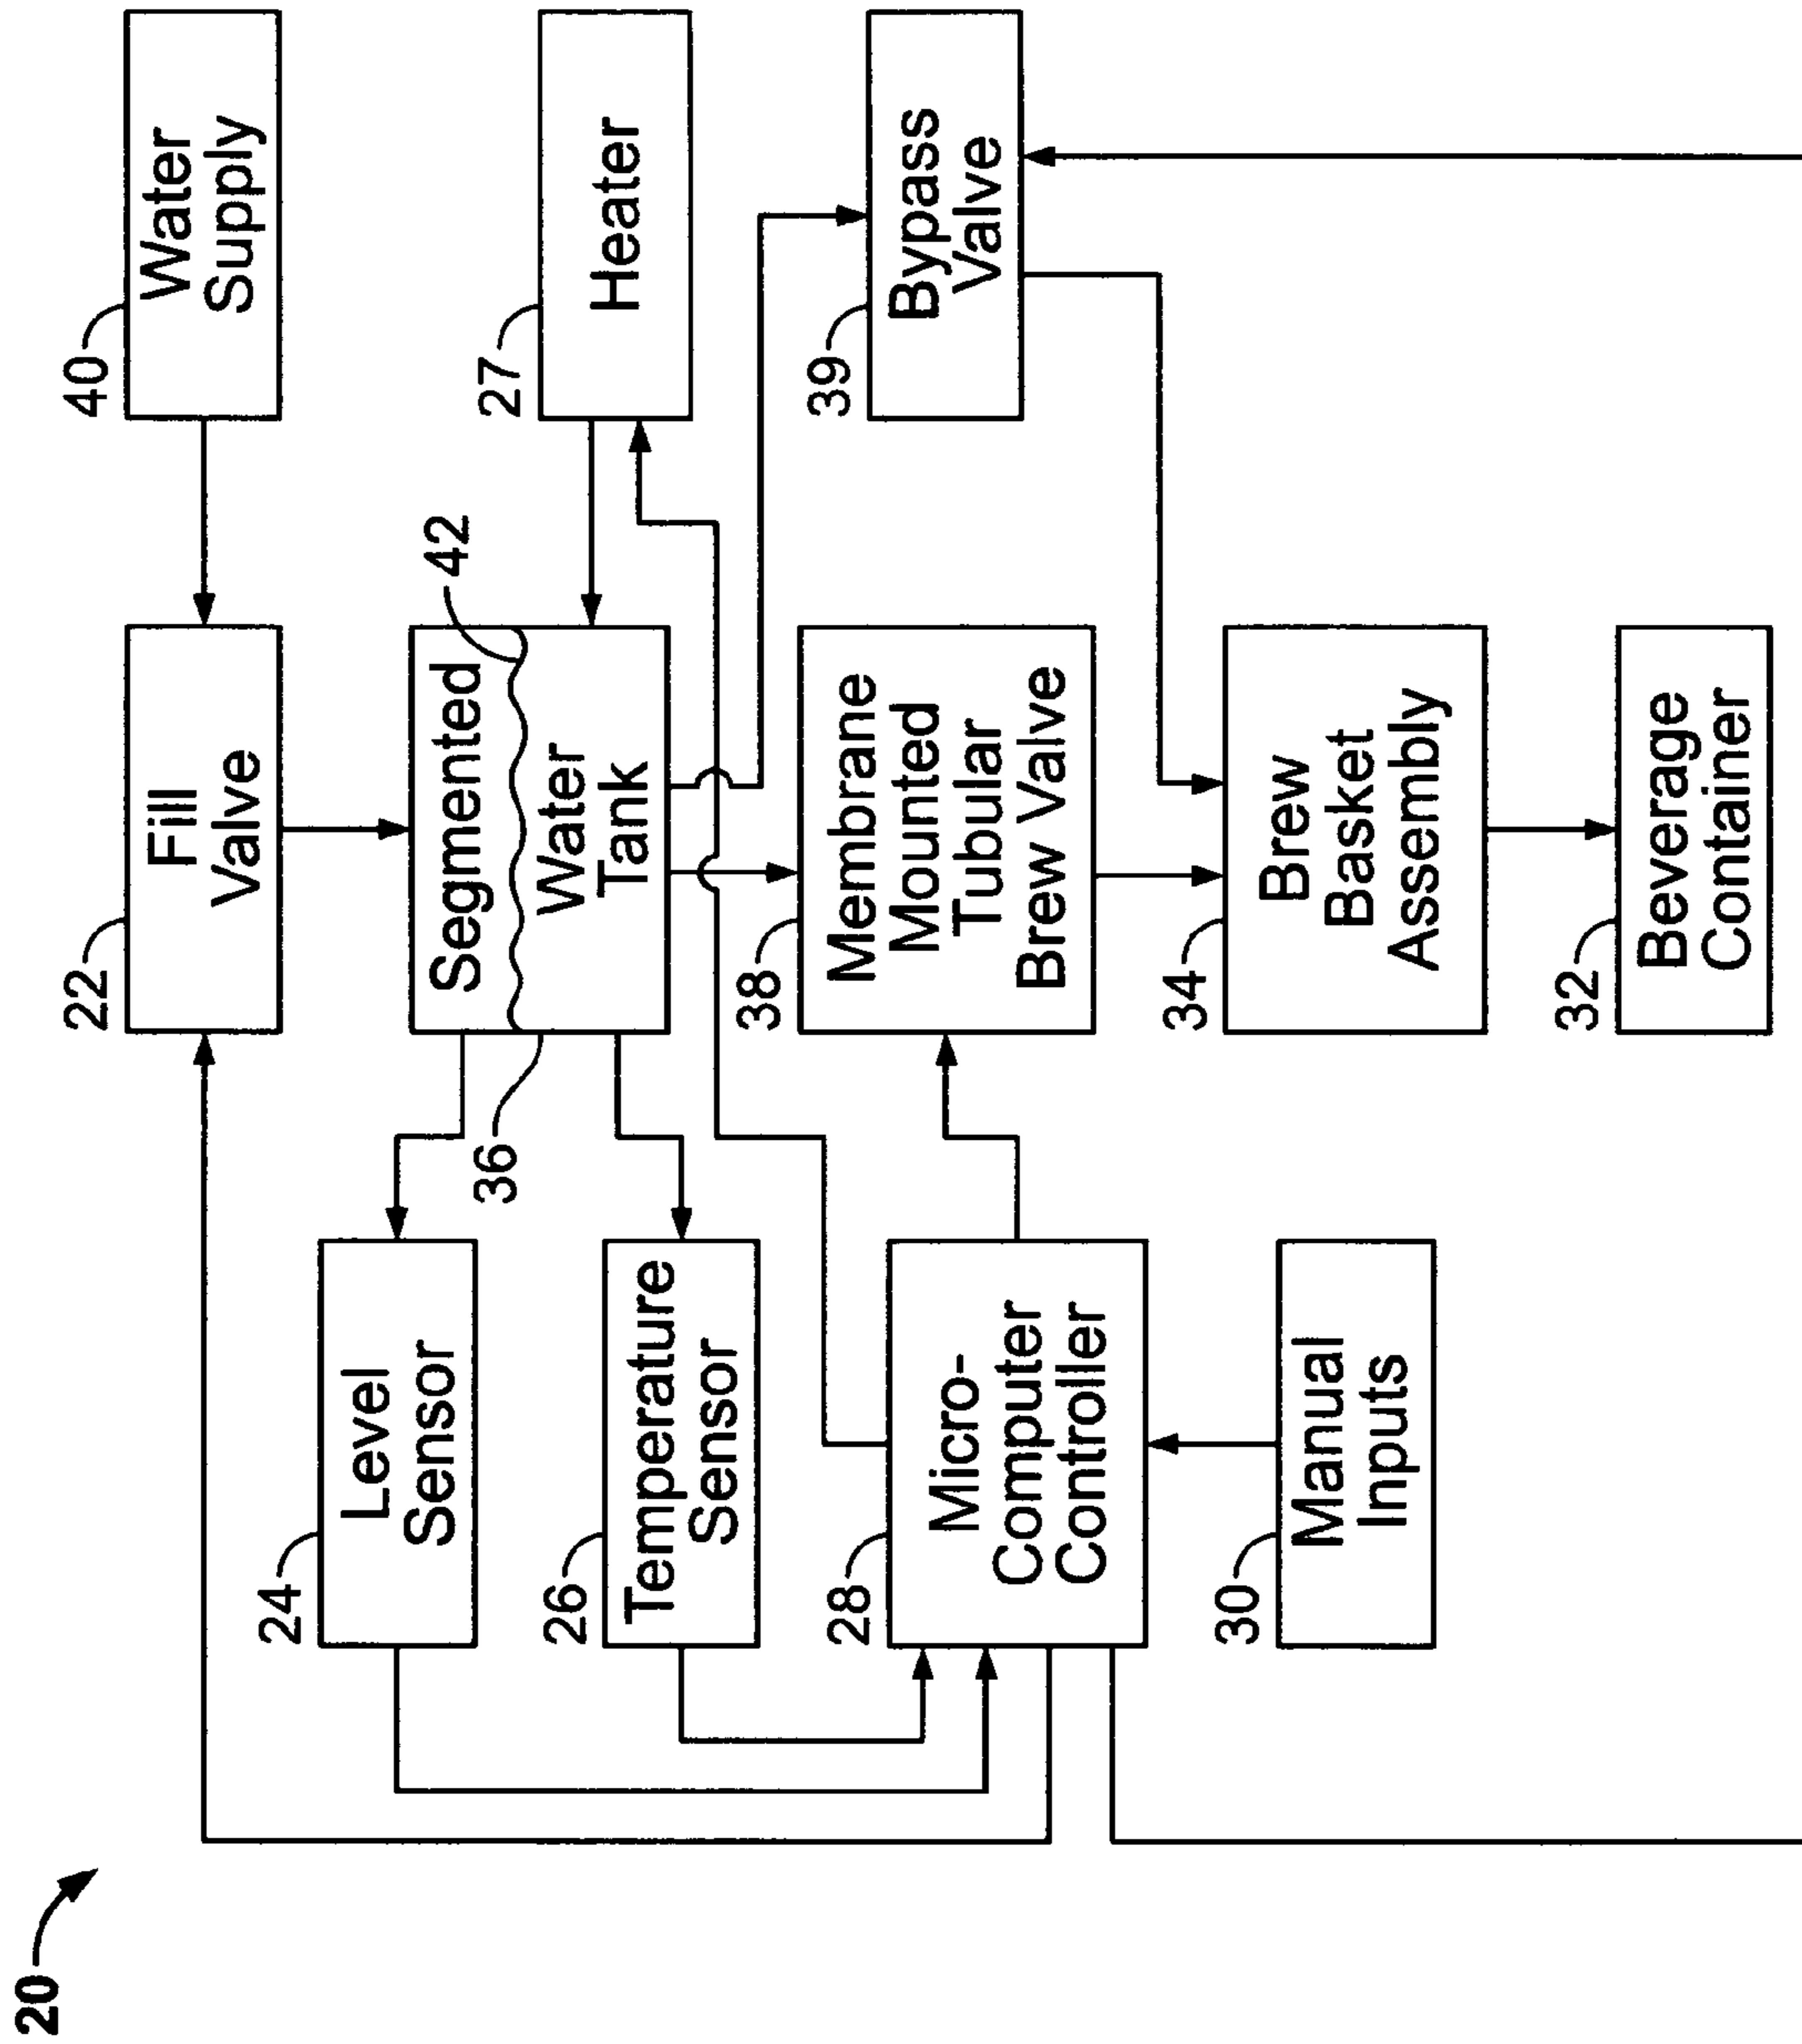 20
40
Water
Supply
22
Fill
Valve
24
Level
Sensor
42
36
Segmented
Water
Tank
27
Heater
26
Temperature
Sensor
38
Membrane
Mounted
Tubular
Brew Valve
39
Bypass
Valve
28
Micro-
Computer
Controller
30
Manual
Inputs
34
Brew
Basket
Assembly
32
Beverage
Container